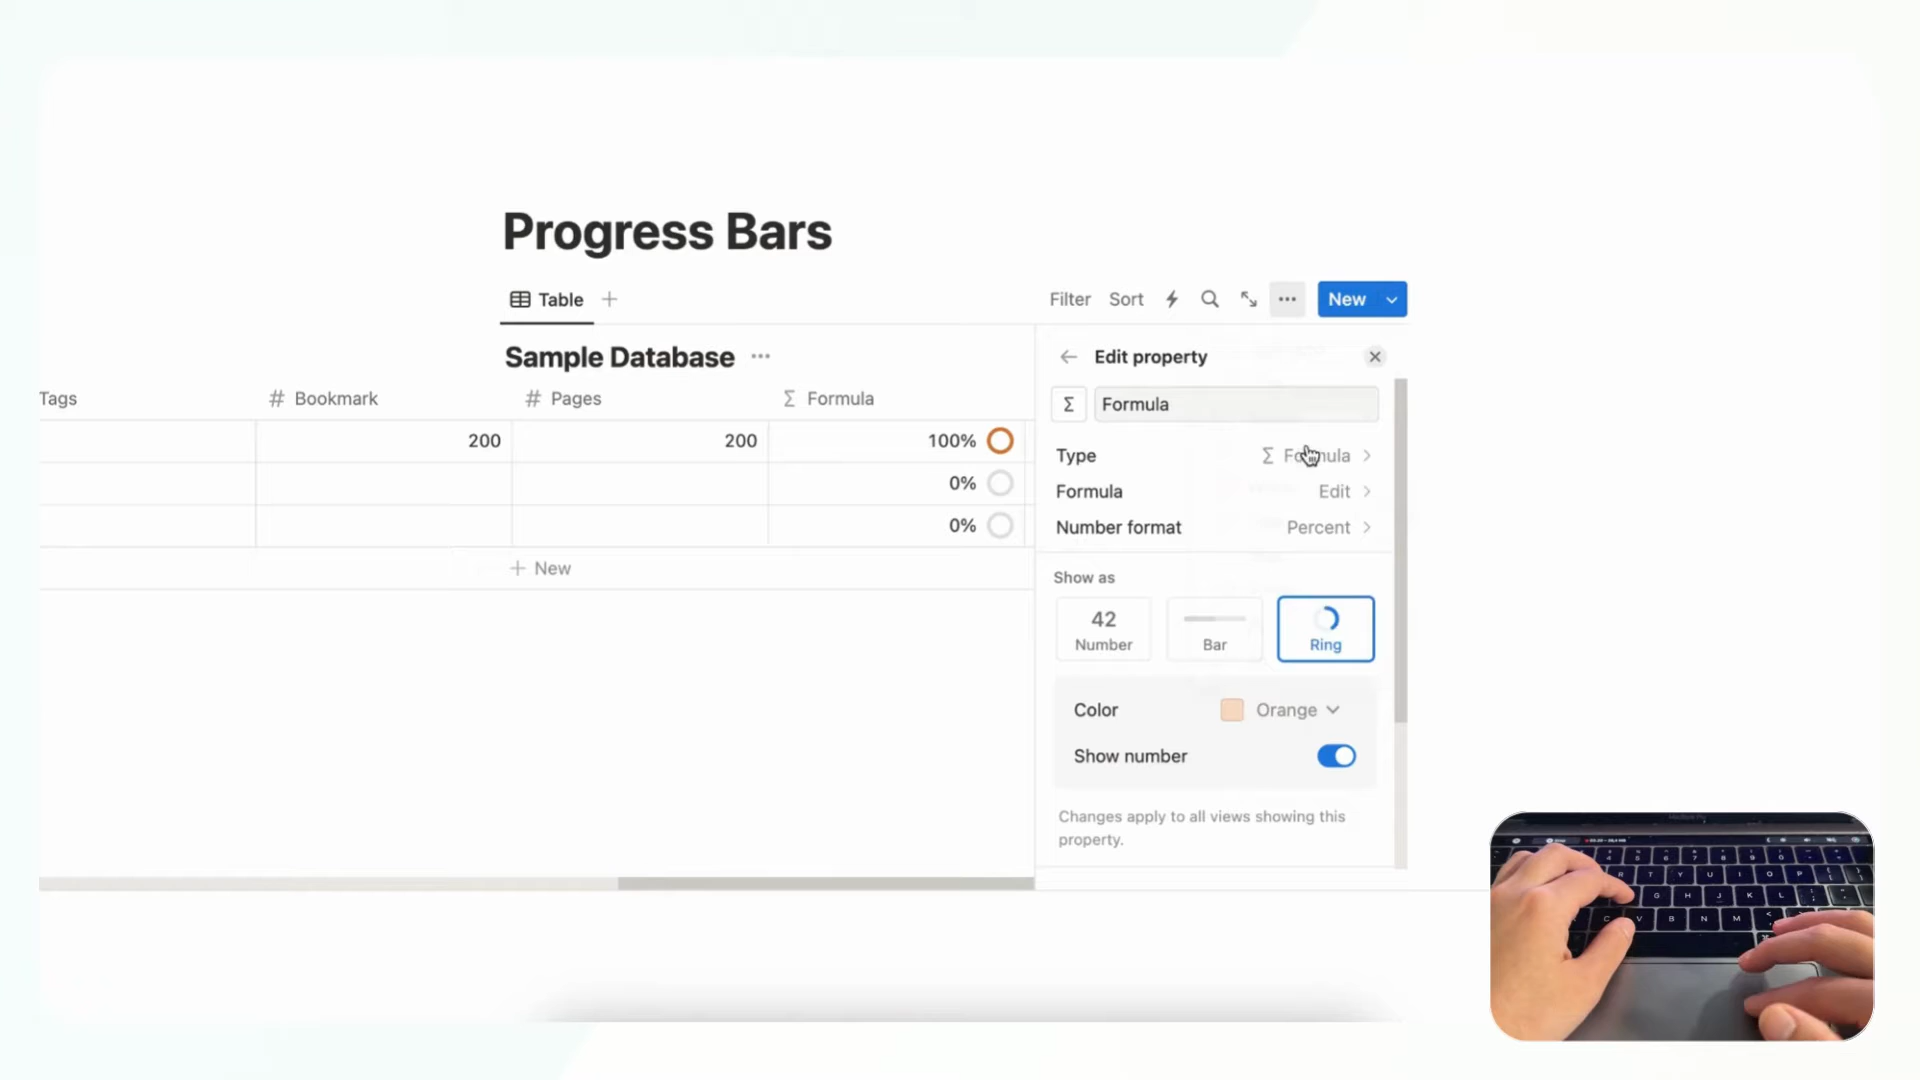 Progress Bars
Table
Filter Sort New
Sample Database
Tags # Bookmark # Pages Σ Formula
200 200 100%
0%
0%
+ New
Edit property
Σ Formula
Type Σ Formula
Formula Edit
Number format Percent
Show as
42
Number
Bar
Ring
Color Orange
Show number
Changes apply to all views showing this
property.